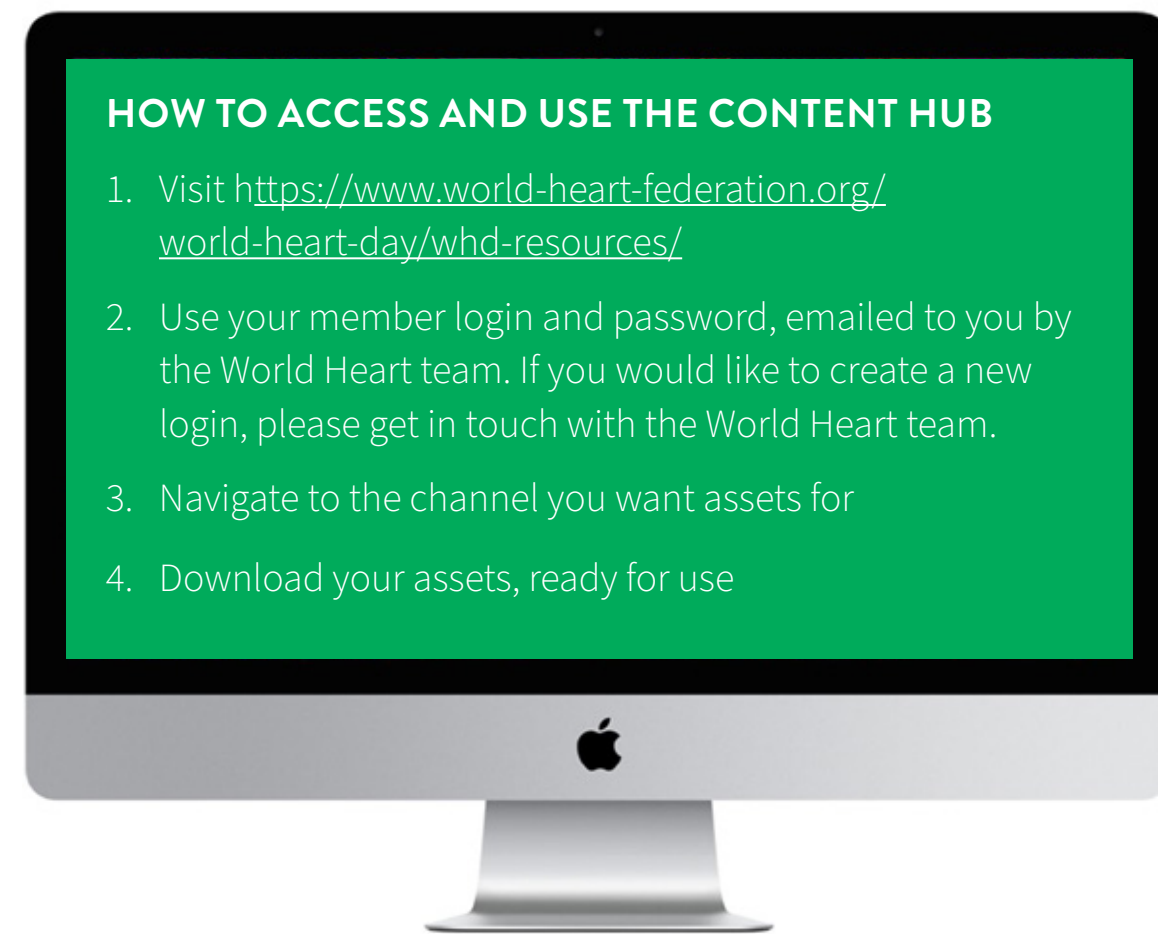 HOW TO ACCESS AND USE THE CONTENT HUB
1. Visit https://www.world-heart-federation.org/
world-heart-day/whd-resources/
2. Use your member login and password, emailed to you by
the World Heart team. If you would like to create a new
login, please get in touch with the World Heart team.
3. Navigate to the channel you want assets for
4. Download your assets, ready for use